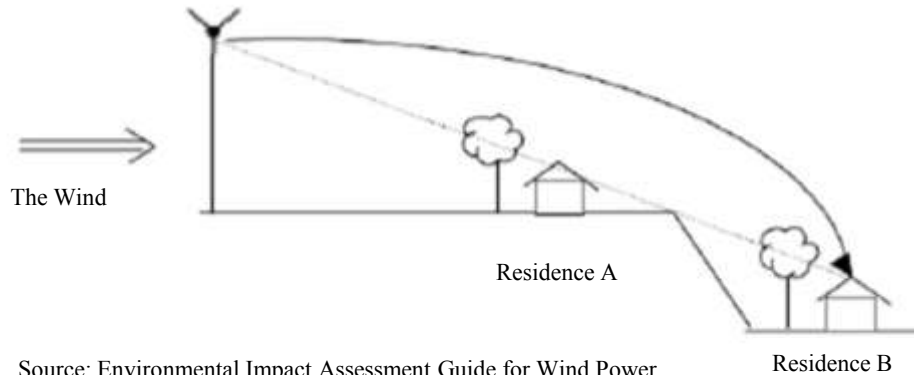 The Wind
Residence A
Residence B
Source: Environmental Impact Assessment Guide for Wind Power